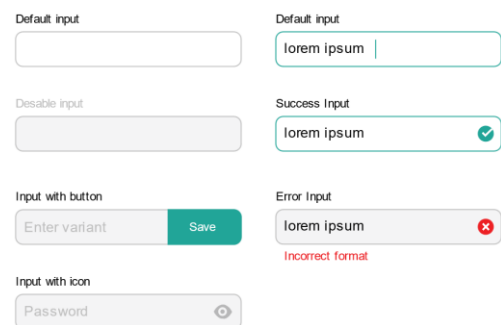 Default input
Default input
lorem ipsum
Desable input
Success Input
lorem ipsum
Input with button
Enter variant
Save
Error Input
lorem ipsum
Incorrect format
Input with icon
Password